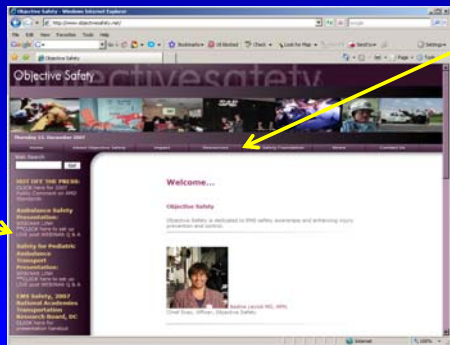 Objective Safety - Windows Internet Explorer
http://www.objectivesafety.net/
File Edit View Favorites Tools Help
Google
Bookmarks
Check
Settings
Objective Safety
Page
Tools
Objective Safety
Thursday 13, December 2007
Home
About Objective Safety
Impact
Resources
Safety Foundation
News
Contact Us
Web Search
Go!
HOT OFF THE PRESS:
CLICK here for 2007
Public Comment on AMD
Standards
Ambulance Safety
Presentation:
WEBINAR LINK
**CLICK here to set up
LIVE post WEBINAR Q & A
Safety for Pediatric
Ambulance
Transport
Presentation:
WEBINAR LINK
**CLICK here to set up
LIVE post WEBINAR Q & A
EMS Safety, 2007
National Academies
Transportation
Research Board, DC
CLICK here for
presentation handout
Welcome...
Objective Safety
Objective Safety is dedicated to EMS safety awareness and enhancing injury
prevention and control.
Nadine Levick MD, MPH,
Chief Exec. Officer, Objective Safety.
Internet
100%